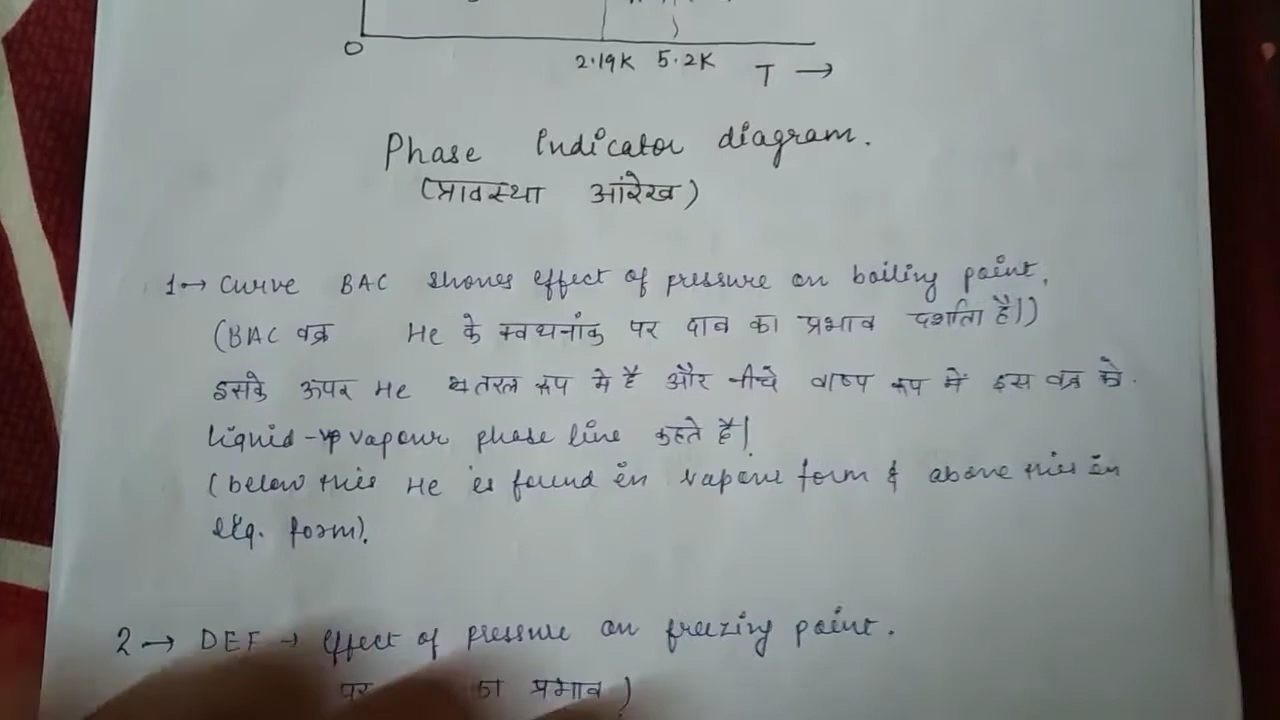 O
2.19K 5.2K T →
Phase Indicator diagram.
(प्रावस्था आंरेख)
1→ Curve BAC shows effect of pressure on boiling point.
(BAC वक्र He के क्वथनांक पर दाब का प्रभाव दर्शाता है।)
इसके ऊपर He तरल रूप मे है और नीचे वाष्प रूप में इस वक्र को
liquid-vapour phase line कहते है।
(below this He is found in vapour form & above this in
liq. form).
2→ DEF → Effect of pressure on freezing point.
पर का प्रभाव)